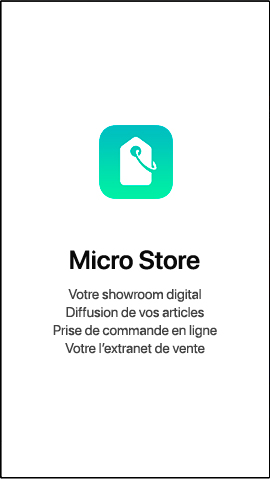 Micro Store
Votre showroom digital
Diffusion de vos articles
Prise de commande en ligne
Votre l’extranet de vente